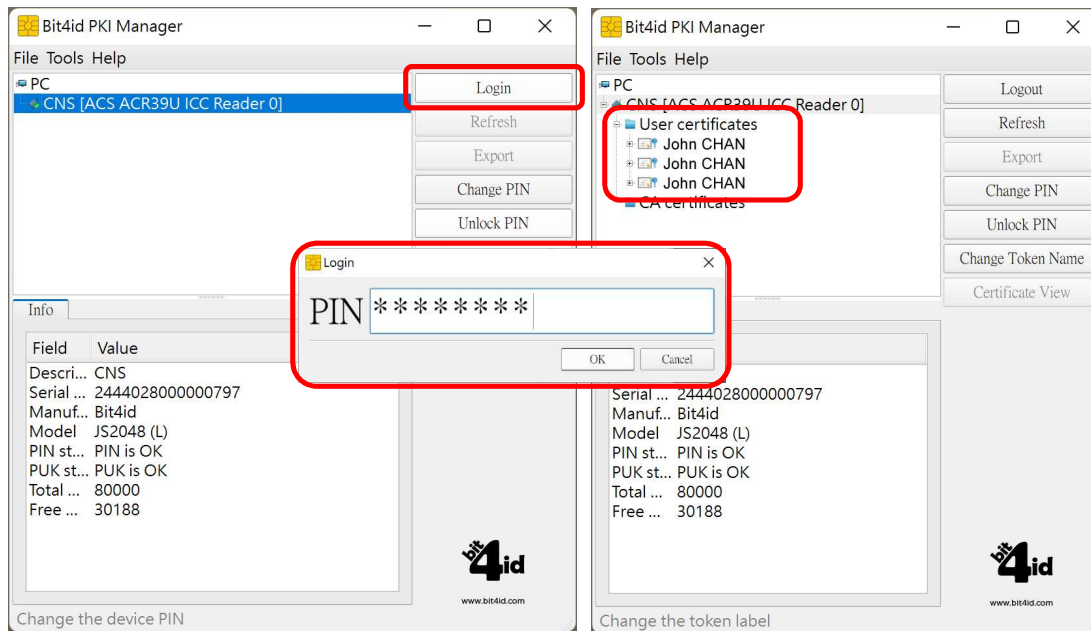 Bit4id PKI Manager
File Tools Help
PC
CNS [ACS ACR39U ICC Reader 0]
Login
Refresh
Export
Change PIN
Unlock PIN
Info
Field Value
Descri... CNS
Serial ... 2444028000000797
Manuf... Bit4id
Model JS2048 (L)
PIN st... PIN is OK
PUK st... PUK is OK
Total ... 80000
Free ... 30188
bit4id
www.bit4id.com
Change the device PIN
Login
PIN ********
OK Cancel
Bit4id PKI Manager
File Tools Help
PC
CNS [ACS ACR39U ICC Reader 0]
User certificates
John CHAN
John CHAN
John CHAN
CA certificates
Logout
Refresh
Export
Change PIN
Unlock PIN
Change Token Name
Certificate View
Serial ... 2444028000000797
Manuf... Bit4id
Model JS2048 (L)
PIN st... PIN is OK
PUK st... PUK is OK
Total ... 80000
Free ... 30188
bit4id
www.bit4id.com
Change the token label